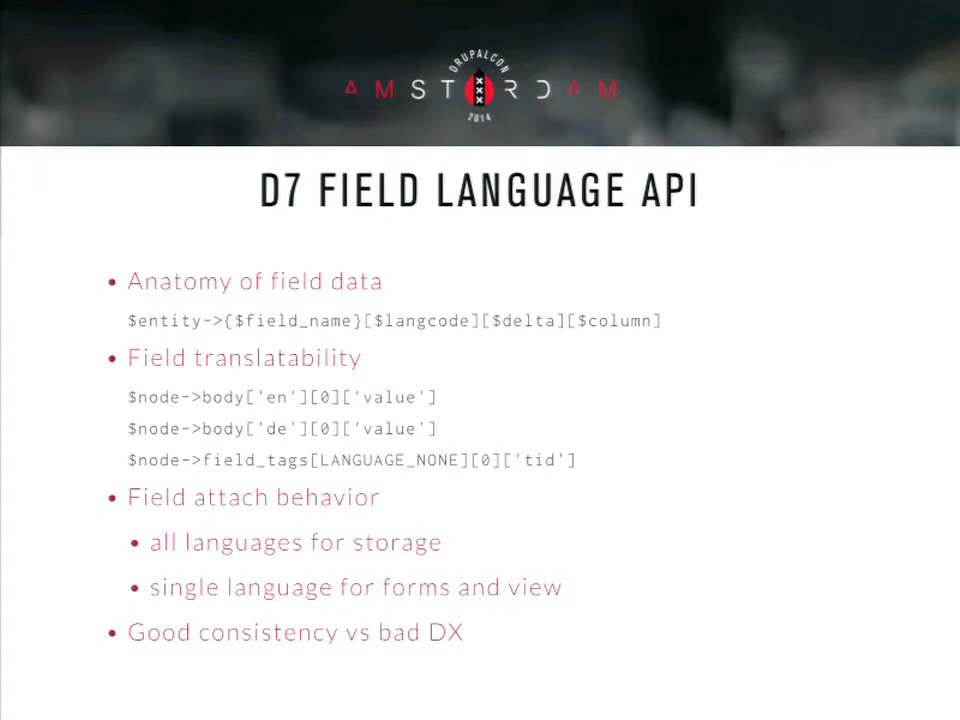 DRUPALCON
AMSTERDAM
2014
D7 FIELD LANGUAGE API
• Anatomy of field data
$entity->{$field_name}[$langcode][$delta][$column]
• Field translatability
$node->body['en'][0]['value']
$node->body['de'][0]['value']
$node->field_tags[LANGUAGE_NONE][0]['tid']
• Field attach behavior
• all languages for storage
• single language for forms and view
• Good consistency vs bad DX